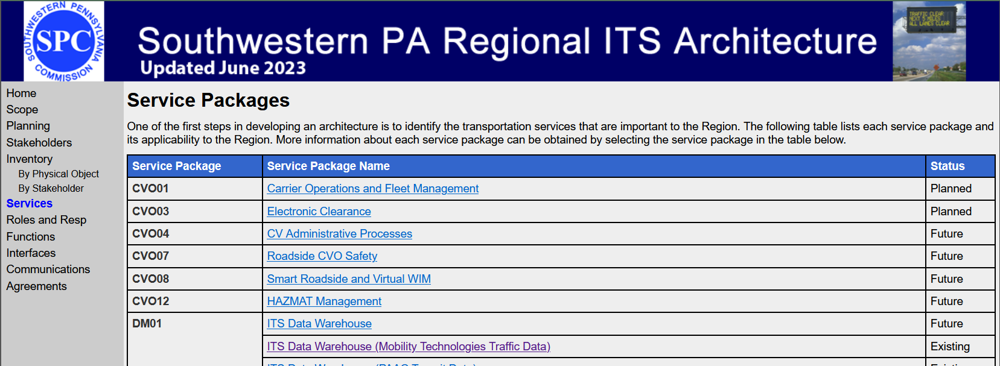 SOUTHWESTERN PENNSYLVANIA
SPC
COMMISSION
Southwestern PA Regional ITS Architecture
Updated June 2023
TRAFFIC CLEAR
NEXT 5 MILES
ALL LANES CLEAR
Home
Scope
Planning
Stakeholders
Inventory
By Physical Object
By Stakeholder
Services
Roles and Resp
Functions
Interfaces
Communications
Agreements
Service Packages
One of the first steps in developing an architecture is to identify the transportation services that are important to the Region. The following table lists each service package and
its applicability to the Region. More information about each service package can be obtained by selecting the service package in the table below.
Service Package Service Package Name Status
CVO01 Carrier Operations and Fleet Management Planned
CVO03 Electronic Clearance Planned
CVO04 CV Administrative Processes Future
CVO07 Roadside CVO Safety Future
CVO08 Smart Roadside and Virtual WIM Future
CVO12 HAZMAT Management Future
DM01 ITS Data Warehouse Future
ITS Data Warehouse (Mobility Technologies Traffic Data) Existing